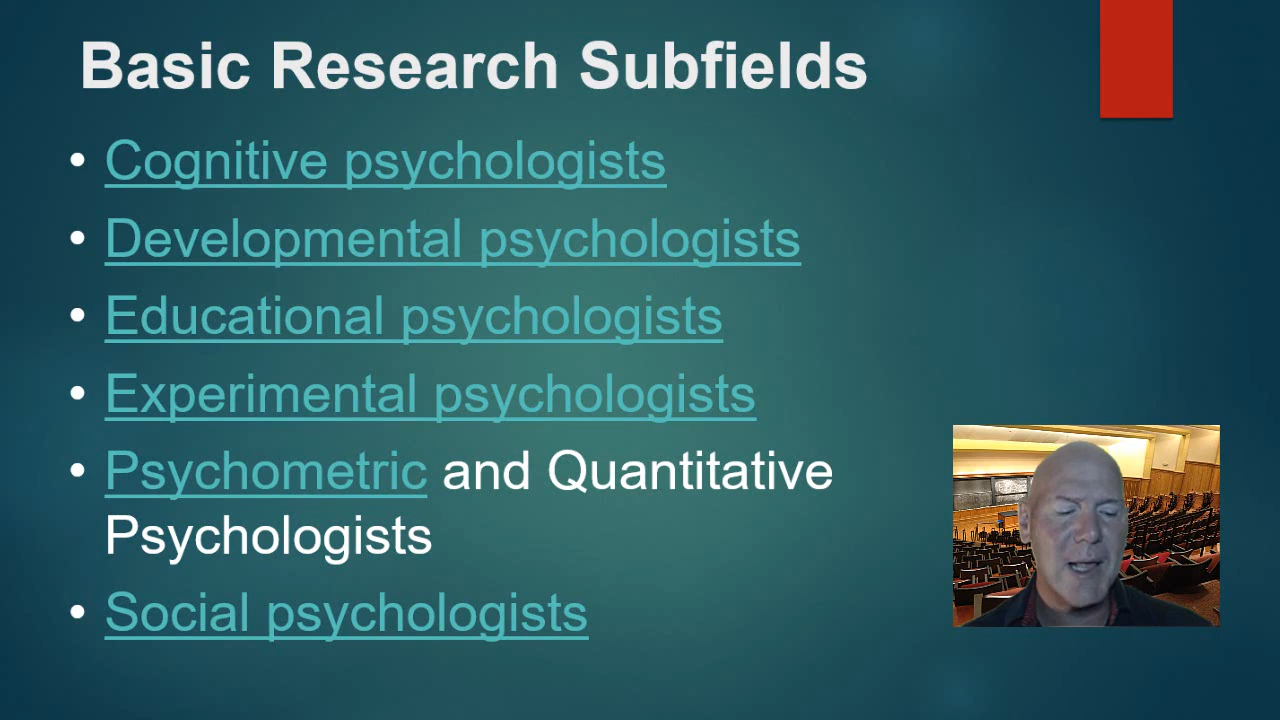 Basic Research Subfields
• Cognitive psychologists
• Developmental psychologists
• Educational psychologists
• Experimental psychologists
• Psychometric and Quantitative
Psychologists
• Social psychologists